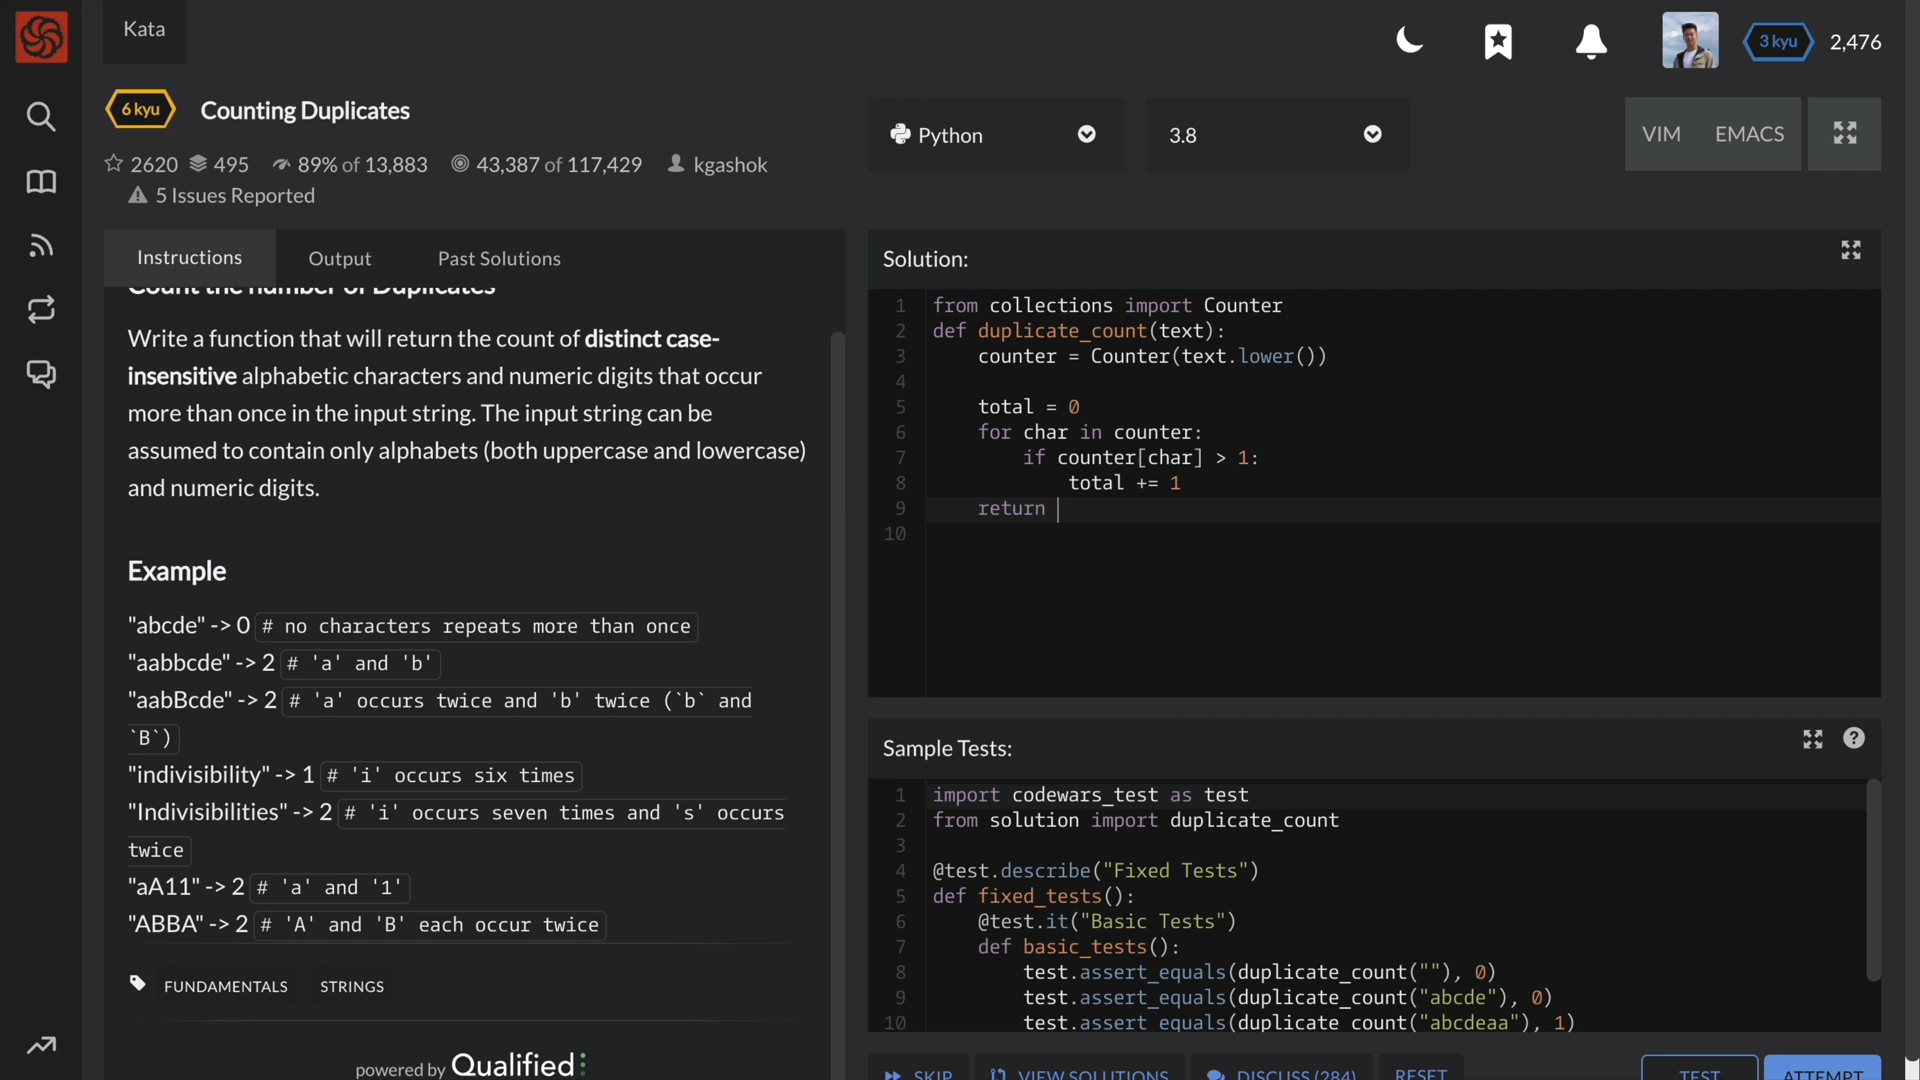 Kata
3 kyu 2,476
6 kyu Counting Duplicates
2620 495 89% of 13,883 43,387 of 117,429 kgashok
5 Issues Reported
Python
3.8
VIM EMACS
Instructions Output Past Solutions
Count the number of Duplicates
Write a function that will return the count of distinct case-
insensitive alphabetic characters and numeric digits that occur
more than once in the input string. The input string can be
assumed to contain only alphabets (both uppercase and lowercase)
and numeric digits.
Example
"abcde" -> 0 # no characters repeats more than once
"aabbcde" -> 2 # 'a' and 'b'
"aabBcde" -> 2 # 'a' occurs twice and 'b' twice (`b` and
`B`)
"indivisibility" -> 1 # 'i' occurs six times
"Indivisibilities" -> 2 # 'i' occurs seven times and 's' occurs
twice
"aA11" -> 2 # 'a' and '1'
"ABBA" -> 2 # 'A' and 'B' each occur twice
FUNDAMENTALS STRINGS
powered by Qualified
Solution:
1 from collections import Counter
2 def duplicate_count(text):
3     counter = Counter(text.lower())
4
5     total = 0
6     for char in counter:
7         if counter[char] > 1:
8             total += 1
9     return
10
Sample Tests:
1 import codewars_test as test
2 from solution import duplicate_count
3
4 @test.describe("Fixed Tests")
5 def fixed_tests():
6     @test.it("Basic Tests")
7     def basic_tests():
8         test.assert_equals(duplicate_count(""), 0)
9         test.assert_equals(duplicate_count("abcde"), 0)
10         test.assert_equals(duplicate_count("abcdeaa"), 1)
SKIP VIEW SOLUTIONS DISCUSS (284) RESET TEST ATTEMPT